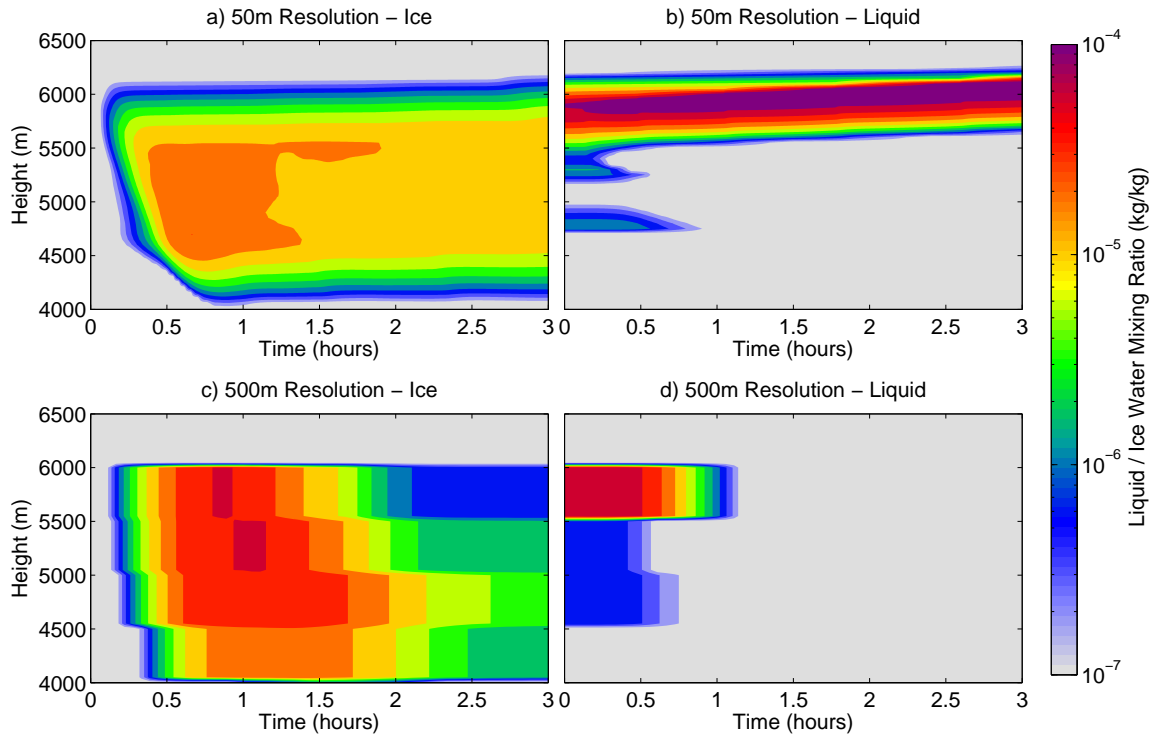 a) 50m Resolution – Ice
b) 50m Resolution – Liquid
6500
6000
5500
5000
4500
4000
Height (m)
0 0.5 1 1.5 2 2.5 3
Time (hours)
0 0.5 1 1.5 2 2.5 3
Time (hours)
c) 500m Resolution – Ice
d) 500m Resolution – Liquid
6500
6000
5500
5000
4500
4000
Height (m)
0 0.5 1 1.5 2 2.5 3
Time (hours)
0 0.5 1 1.5 2 2.5 3
Time (hours)
10⁻⁴
10⁻⁵
10⁻⁶
10⁻⁷
Liquid / Ice Water Mixing Ratio (kg/kg)